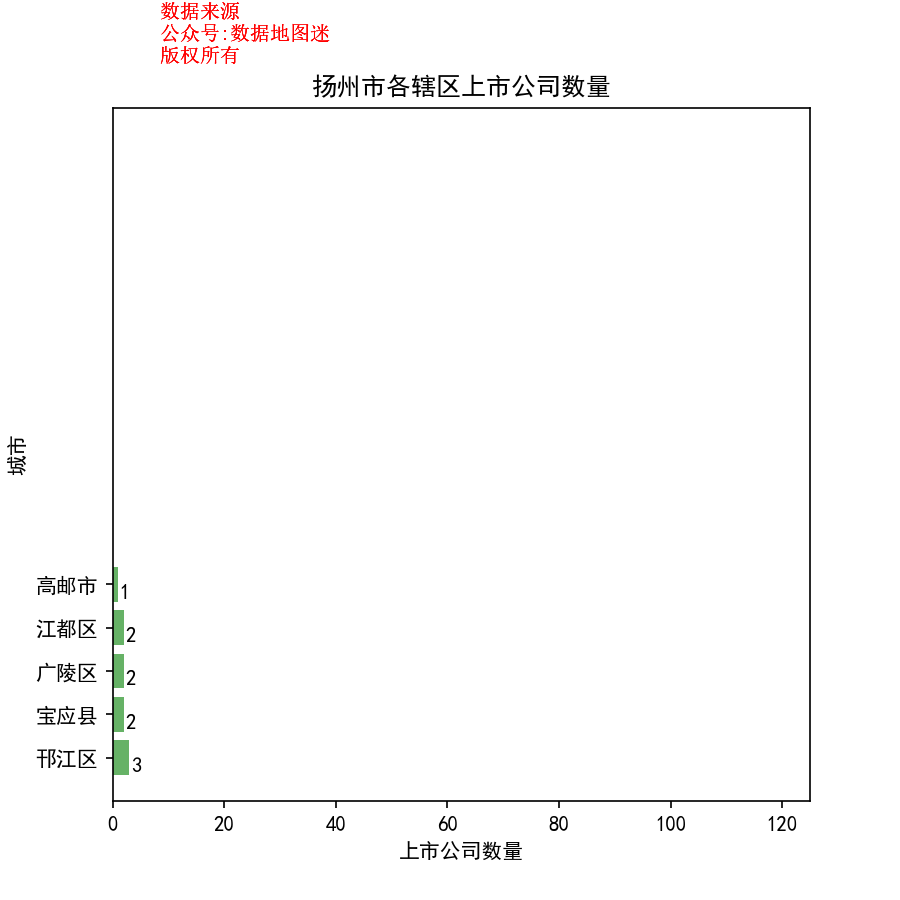 数据来源
公众号:数据地图迷
版权所有
扬州市各辖区上市公司数量
城市
高邮市 1
江都区 2
广陵区 2
宝应县 2
邗江区 3
0 20 40 60 80 100 120
上市公司数量